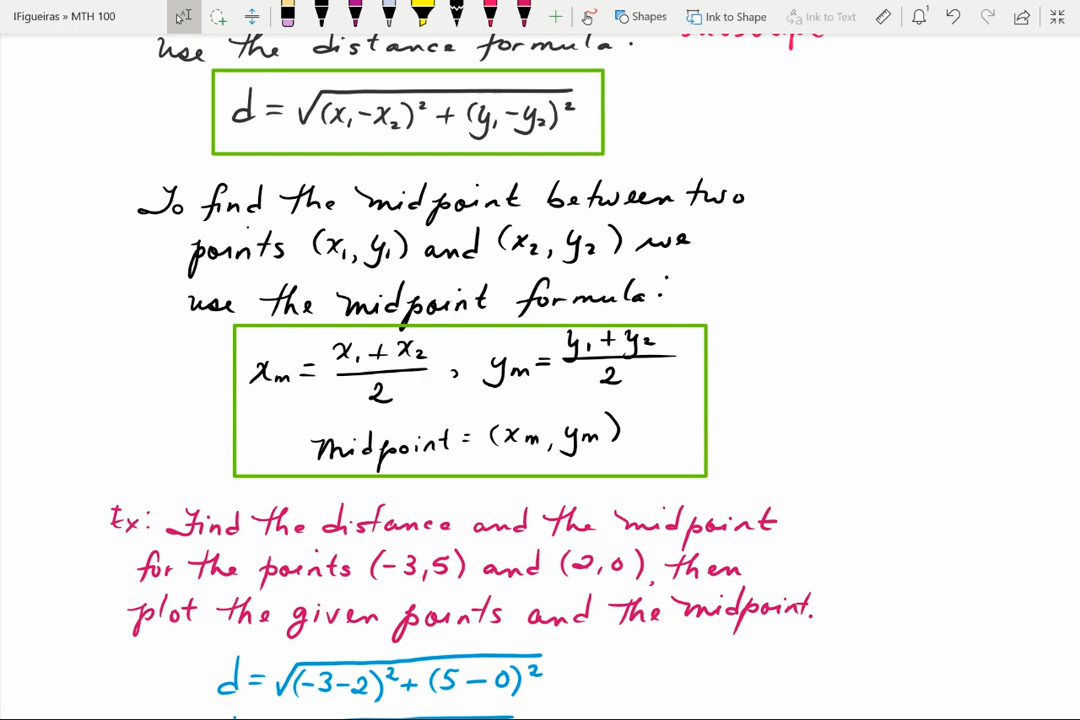 IFigueiras » MTH 100
Shapes
Ink to Shape
Ink to Text
use the distance formula:
d = √(x₁-x₂)² + (y₁-y₂)²
To find the midpoint between two
points (x₁, y₁) and (x₂, y₂) we
use the midpoint formula:
xₘ = (x₁ + x₂)/2 , yₘ = (y₁ + y₂)/2
midpoint = (xₘ, yₘ)
Ex: Find the distance and the midpoint
for the points (-3,5) and (2,0), then
plot the given points and the midpoint.
d = √(-3-2)² + (5-0)²